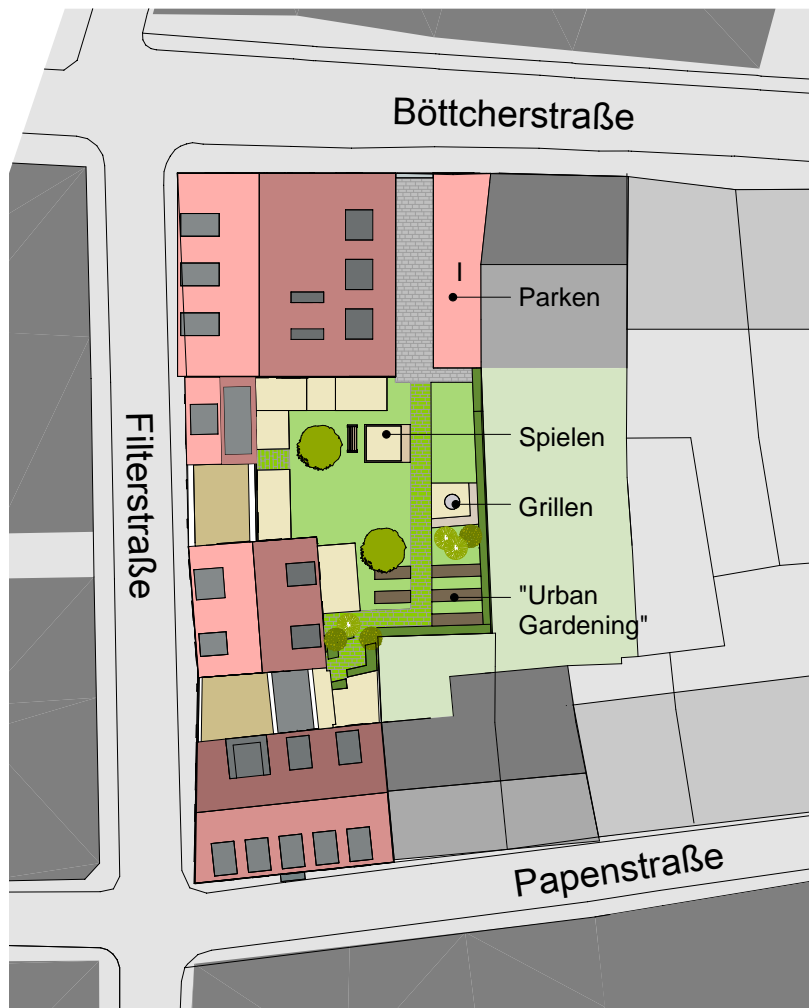 Böttcherstraße
Parken
Spielen
Filterstraße
Grillen
"Urban
Gardening"
Papenstraße